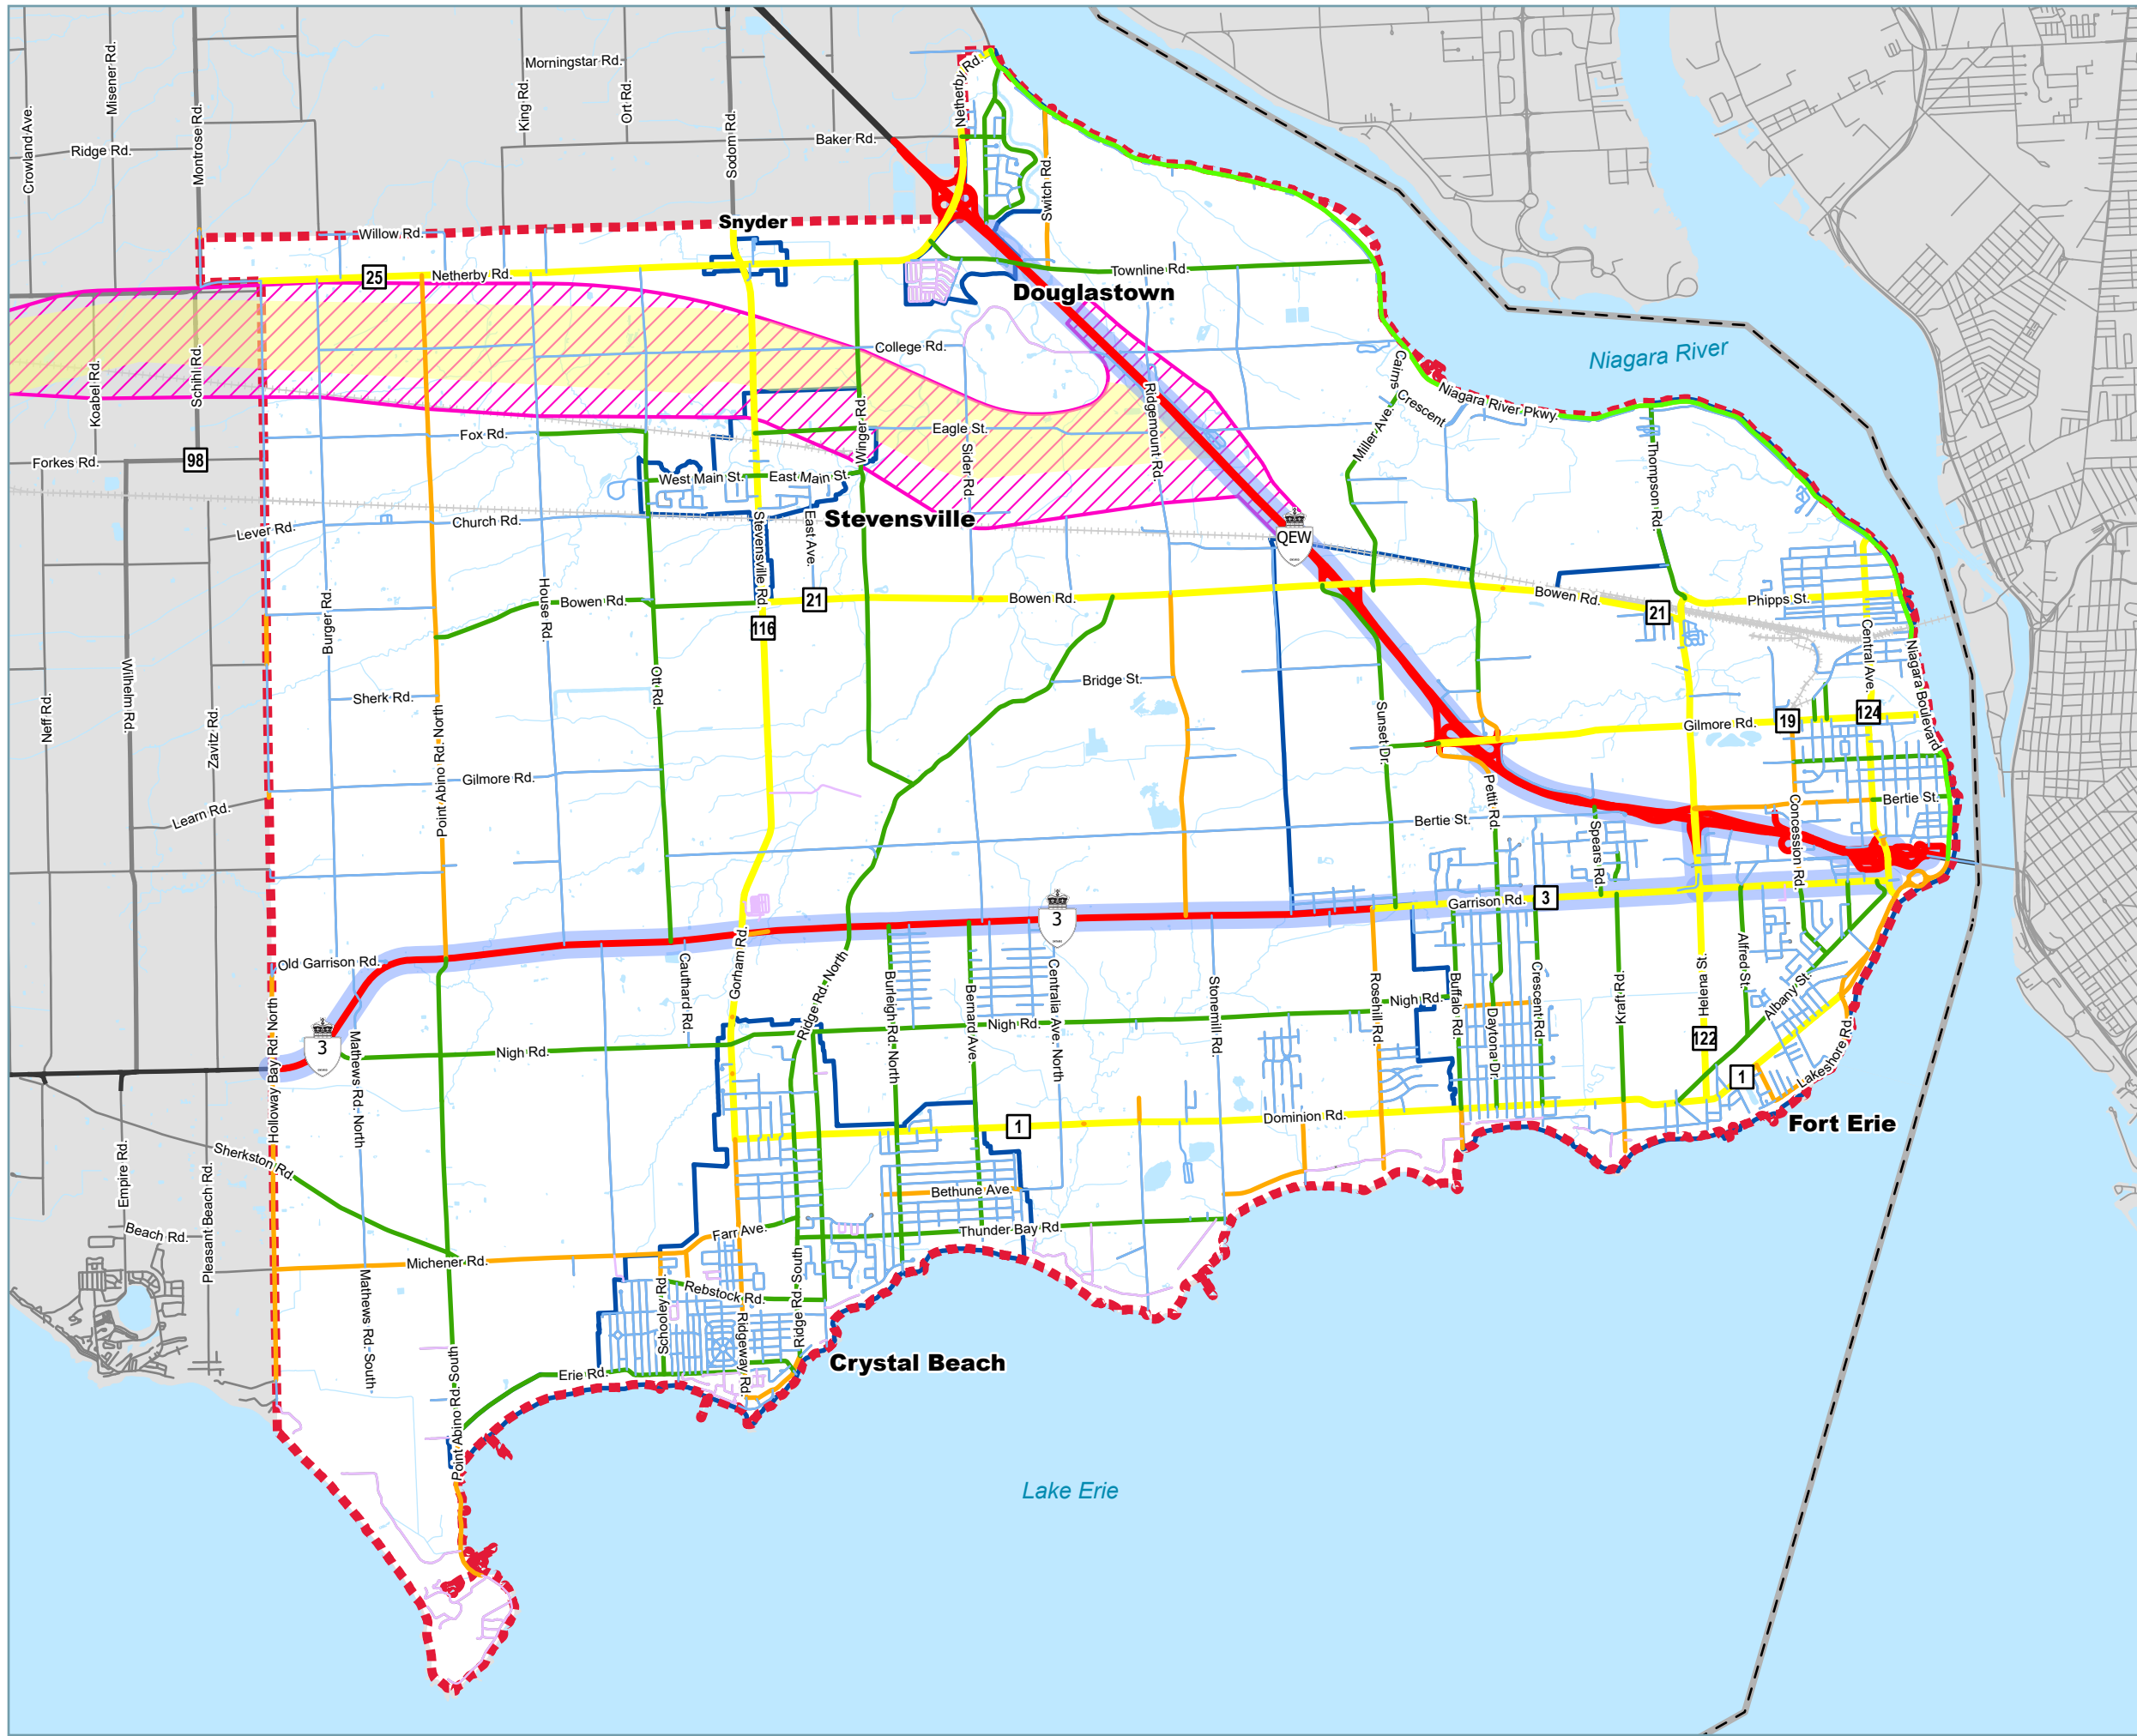 Morningstar Rd.
Misener Rd.
Crowland Ave.
Ridge Rd.
Montrose Rd.
King Rd.
Ort Rd.
Sodom Rd.
Baker Rd.
Netherby Rd.
Switch Rd.
Snyder
Willow Rd.
25
Netherby Rd.
Townline Rd.
Douglastown
Niagara River
College Rd.
Koabel Rd.
Schihl Rd.
Cairns Crescent
Niagara River Pkwy.
Ridgemount Rd.
Miller Ave.
Winger Rd.
Fox Rd.
Eagle St.
Sider Rd.
Forkes Rd.
98
West Main St.
East Main St.
Thompson Rd.
Lever Rd.
Church Rd.
Stevensville
Stevensville Rd.
East Ave.
QEW
Burger Rd.
House Rd.
Bowen Rd.
21
Bowen Rd.
Bowen Rd.
21
Phipps St.
116
Central Ave.
Niagara Boulevard
Neff Rd.
Wilhelm Rd.
Zavitz Rd.
Sherk Rd.
Ott Rd.
Bridge St.
Point Abino Rd. North
Sunset Dr.
Gilmore Rd.
19
124
Gilmore Rd.
Learn Rd.
Pettit Rd.
Bertie St.
Bertie St.
Spears Rd.
Concession Rd.
Garrison Rd.
3
3
Old Garrison Rd.
Gorham Rd.
Cauthard Rd.
Ridge Rd. North
Burleigh Rd. North
Bernard Ave.
Centralia Ave. North
Stonemill Rd.
Rosehill Rd.
Nigh Rd.
Buffalo Rd.
Daytona Dr.
Crescent Rd.
Kraft Rd.
Helena St.
Alfred St.
Albany St.
Nigh Rd.
Nigh Rd.
3
122
1
Lakeshore Rd.
Holloway Bay Rd. North
Mathews Rd. North
Dominion Rd.
1
Fort Erie
Sherkston Rd.
Empire Rd.
Pleasant Beach Rd.
Beach Rd.
Bethune Ave.
Farr Ave.
Thunder Bay Rd.
Michener Rd.
Mathews Rd. South
Schooley Rd.
Rebstock Rd.
Ridge Rd. South
Ridgeway Rd.
Crystal Beach
Erie Rd.
Point Abino Rd. South
Lake Erie